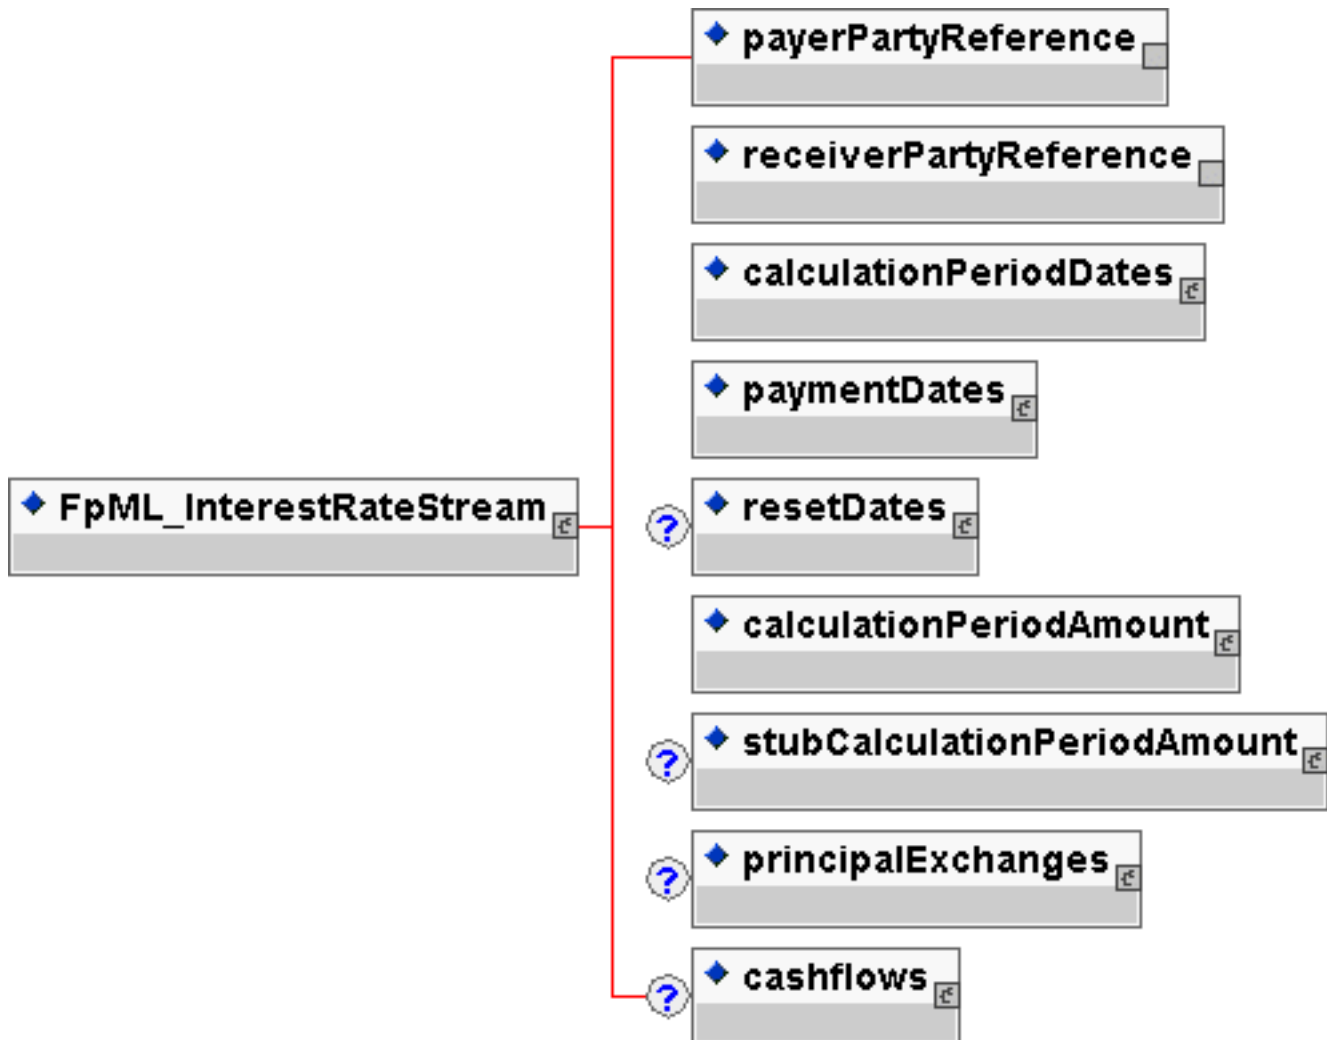 payerPartyReference
receiverPartyReference
calculationPeriodDates
paymentDates
FpML_InterestRateStream
? resetDates
calculationPeriodAmount
? stubCalculationPeriodAmount
? principalExchanges
? cashflows